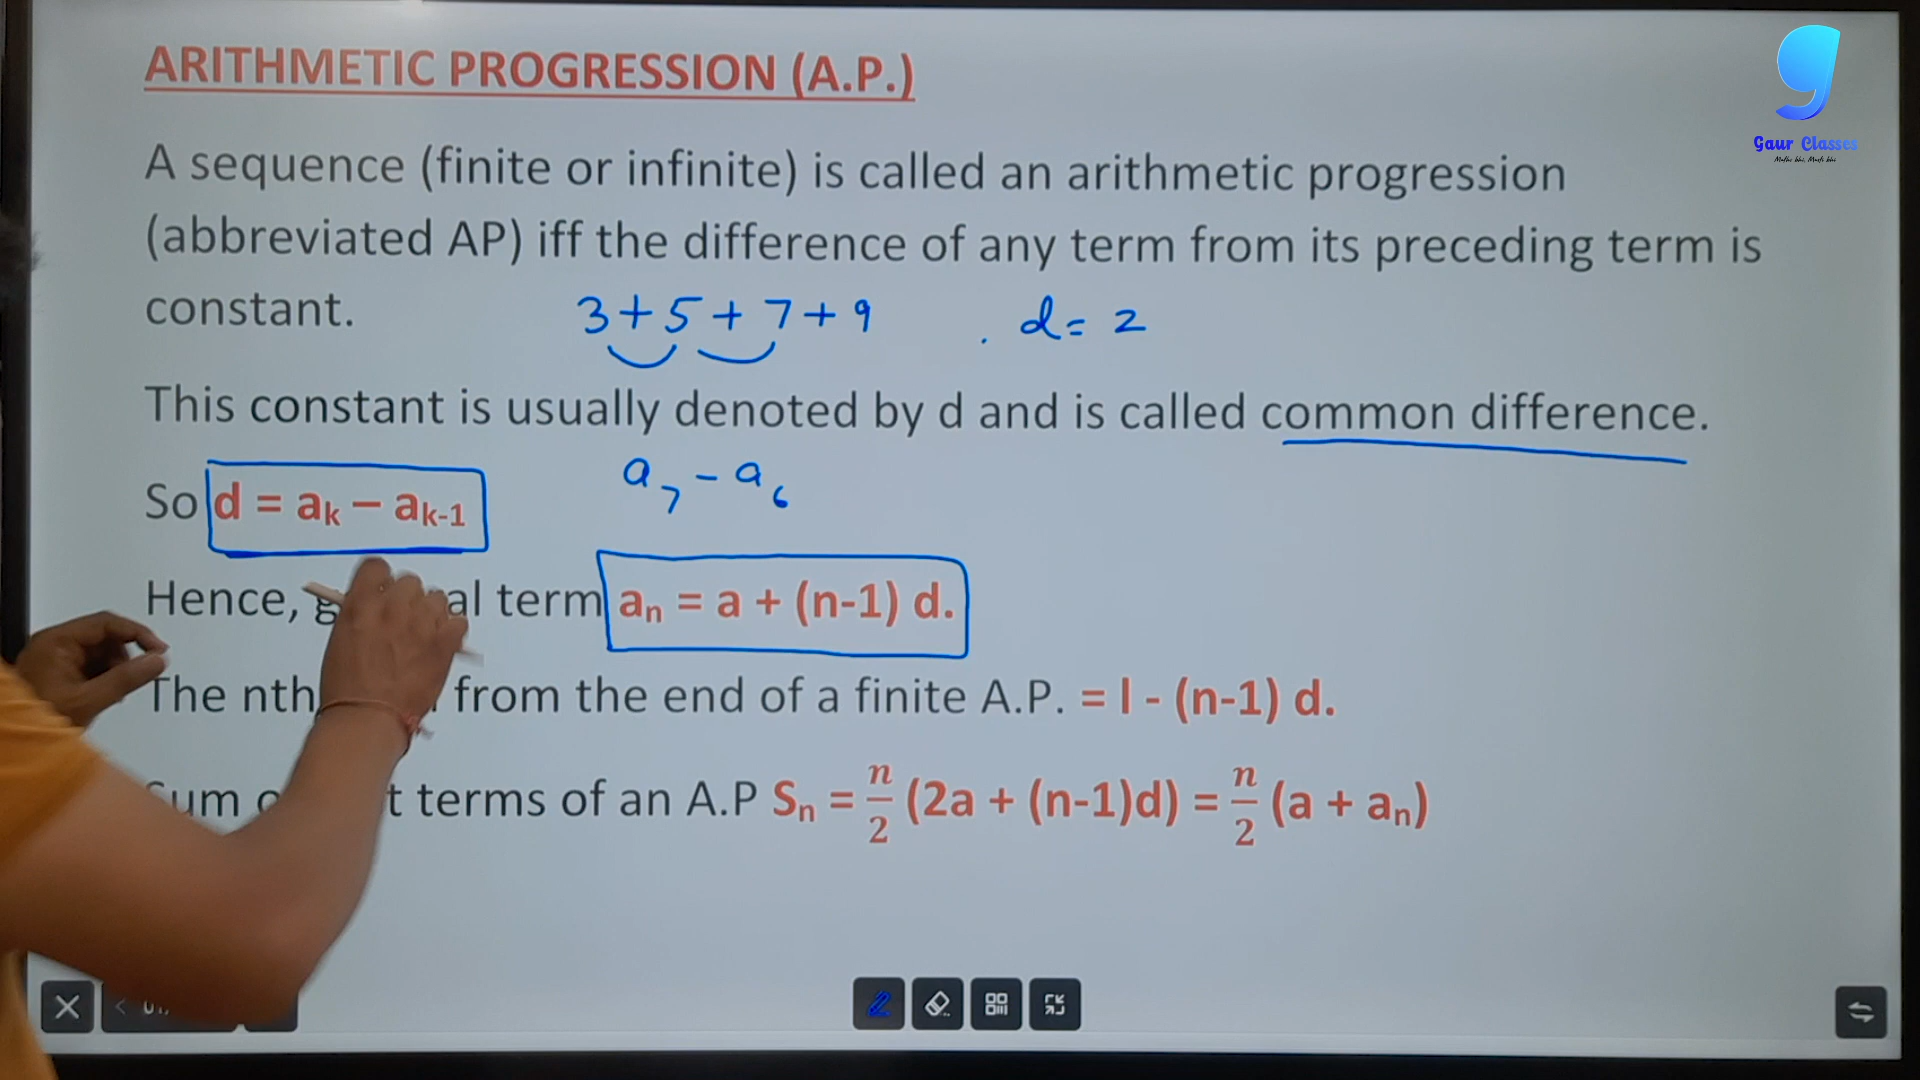 ARITHMETIC PROGRESSION (A.P.)
g
Gaur Classes
A sequence (finite or infinite) is called an arithmetic progression
(abbreviated AP) iff the difference of any term from its preceding term is
constant.
3 + 5 + 7 + 9 . d = 2
This constant is usually denoted by d and is called common difference.
So d = aₖ – aₖ₋₁
a₇ - a₆
Hence, al term aₙ = a + (n-1) d.
The nth from the end of a finite A.P. = l - (n-1) d.
Sum t terms of an A.P Sₙ = n/2 (2a + (n-1)d) = n/2 (a + aₙ)